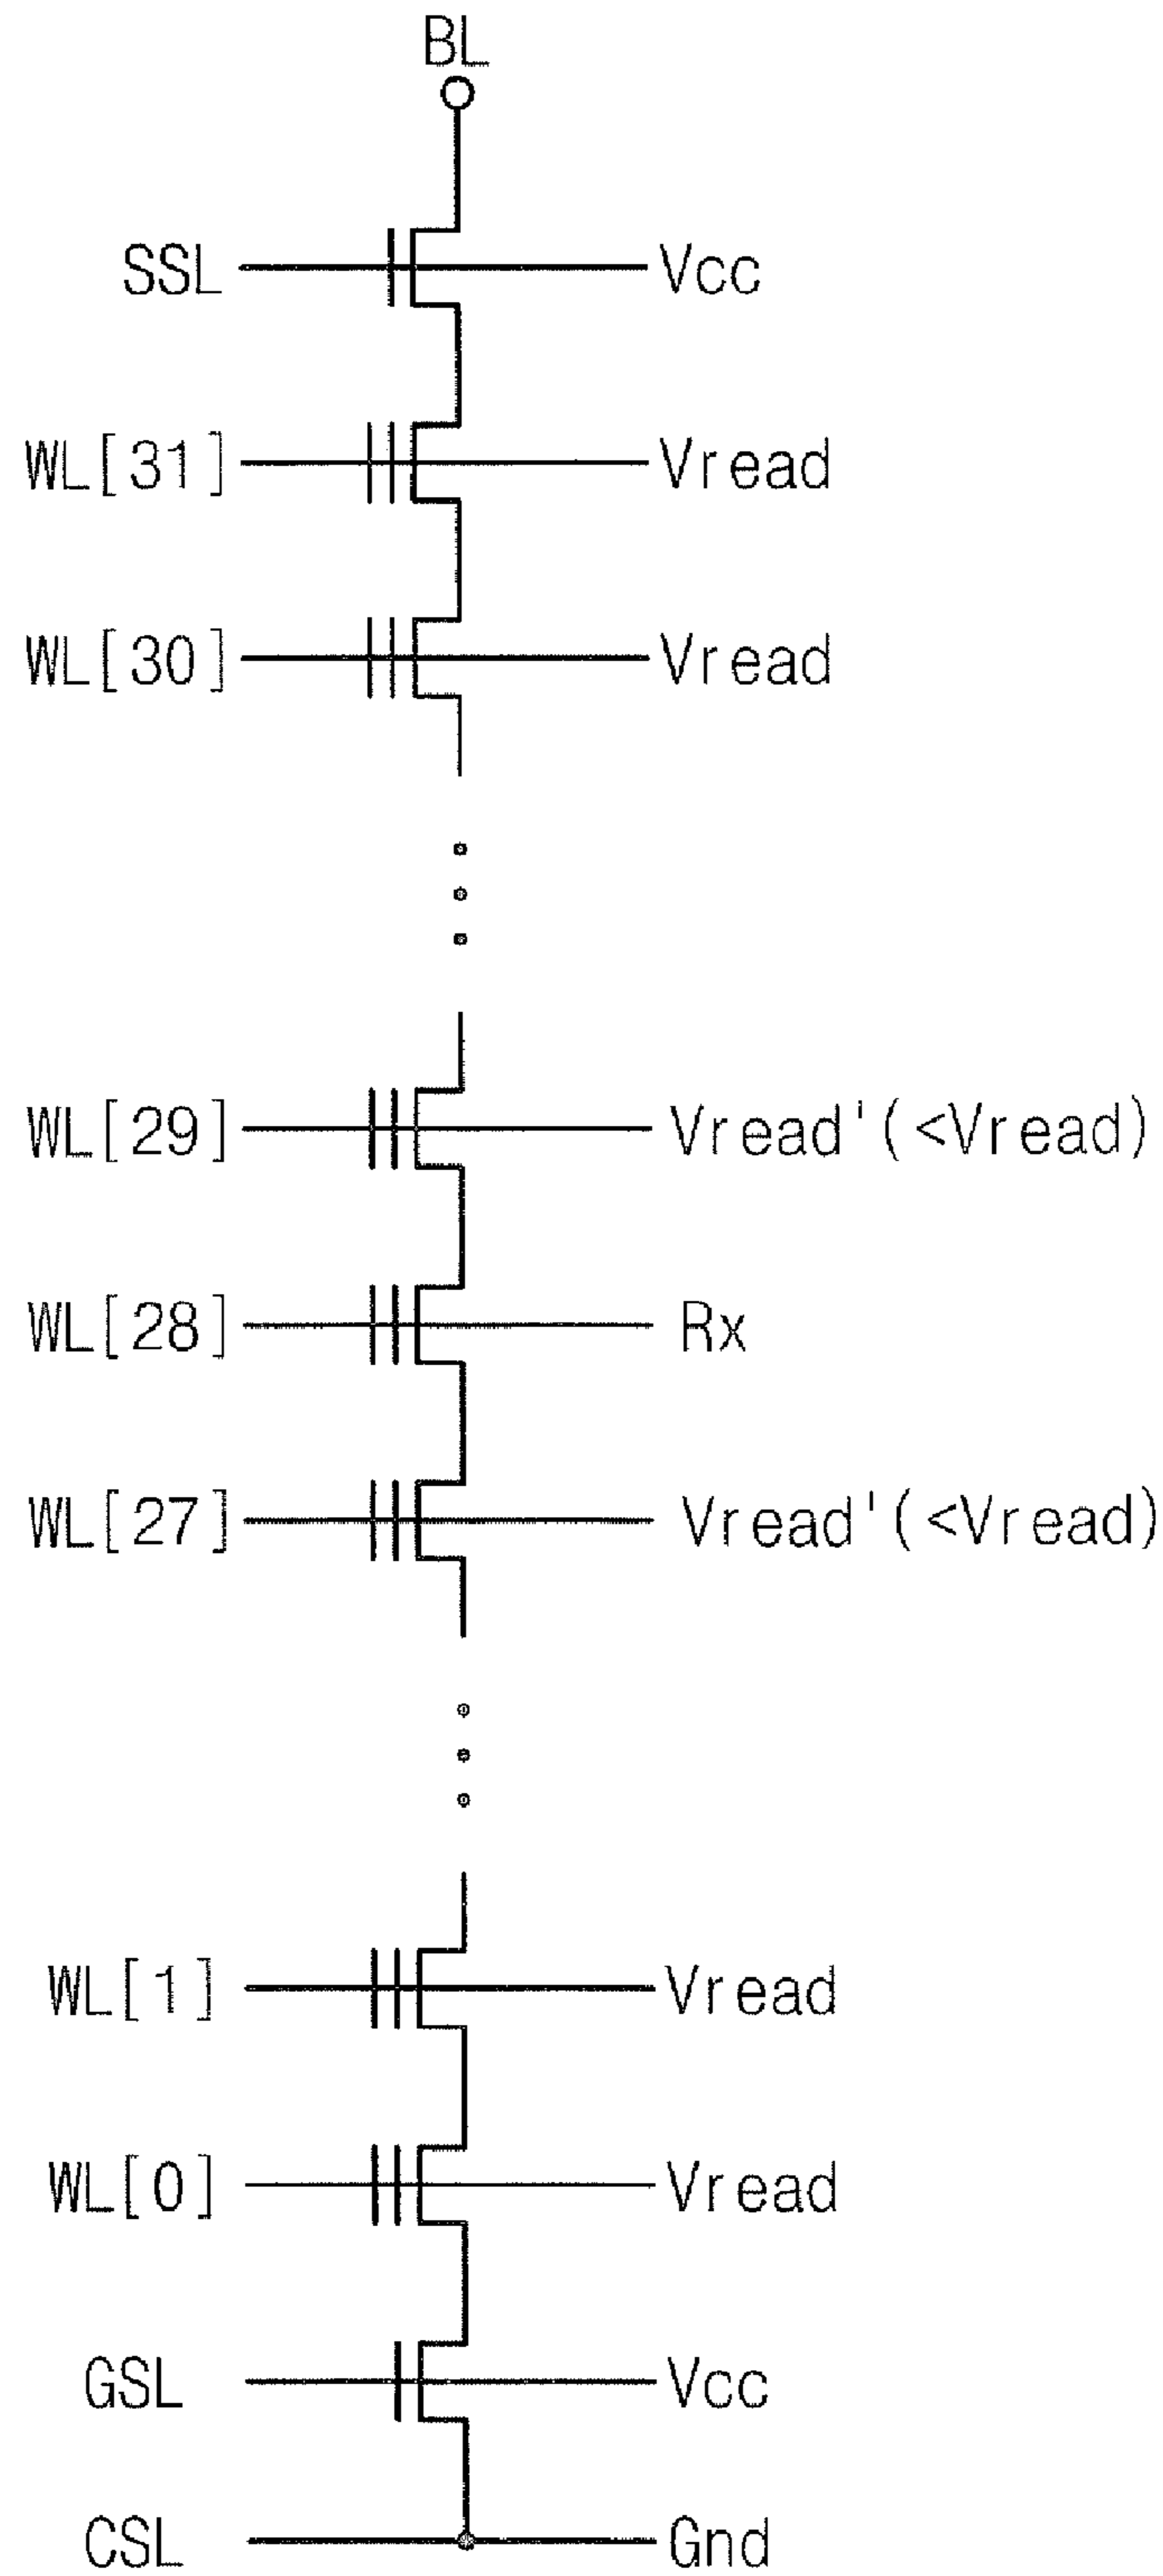 BL
SSL Vcc
WL[31] Vread
WL[30] Vread
WL[29] Vread'(<Vread)
WL[28] Rx
WL[27] Vread'(<Vread)
WL[1] Vread
WL[0] Vread
GSL Vcc
CSL Gnd